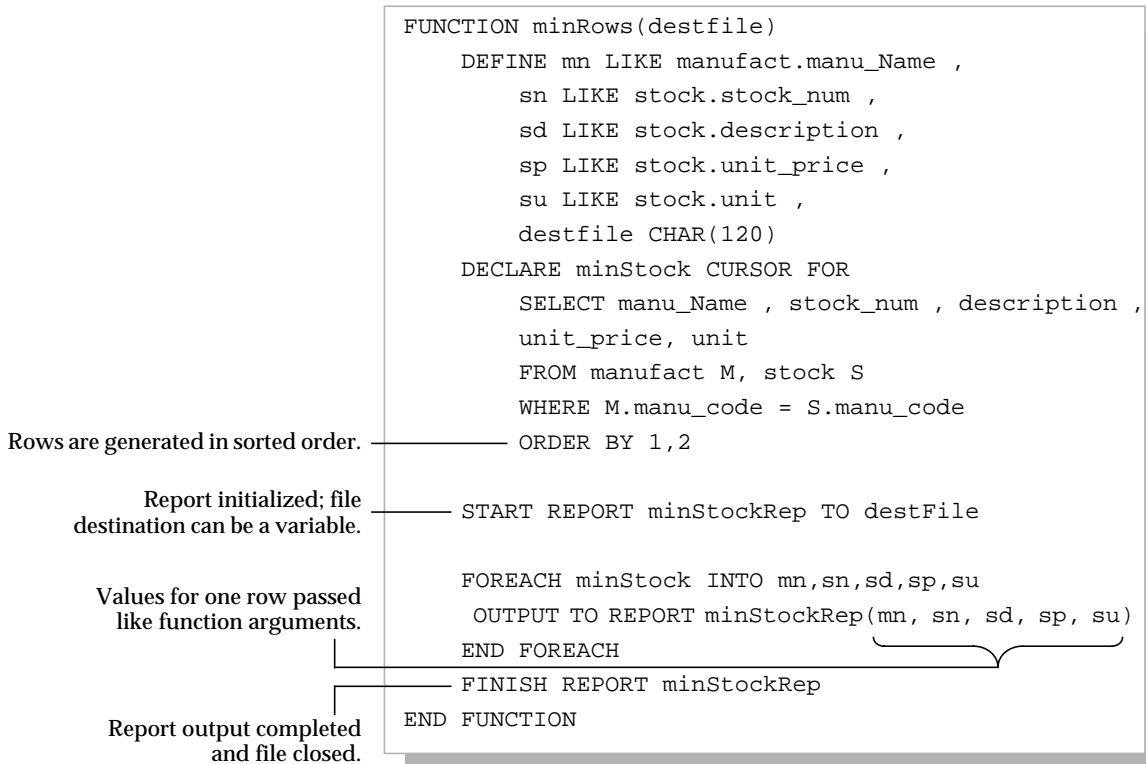 FUNCTION minRows(destfile)
DEFINE mn LIKE manufact.manu_Name ,
sn LIKE stock.stock_num ,
sd LIKE stock.description ,
sp LIKE stock.unit_price ,
su LIKE stock.unit ,
destfile CHAR(120)
DECLARE minStock CURSOR FOR
SELECT manu_Name , stock_num , description ,
unit_price, unit
FROM manufact M, stock S
WHERE M.manu_code = S.manu_code
Rows are generated in sorted order.
ORDER BY 1,2
Report initialized; file
destination can be a variable.
START REPORT minStockRep TO destFile
FOREACH minStock INTO mn,sn,sd,sp,su
Values for one row passed
like function arguments.
OUTPUT TO REPORT minStockRep(mn, sn, sd, sp, su)
END FOREACH
FINISH REPORT minStockRep
Report output completed
and file closed.
END FUNCTION